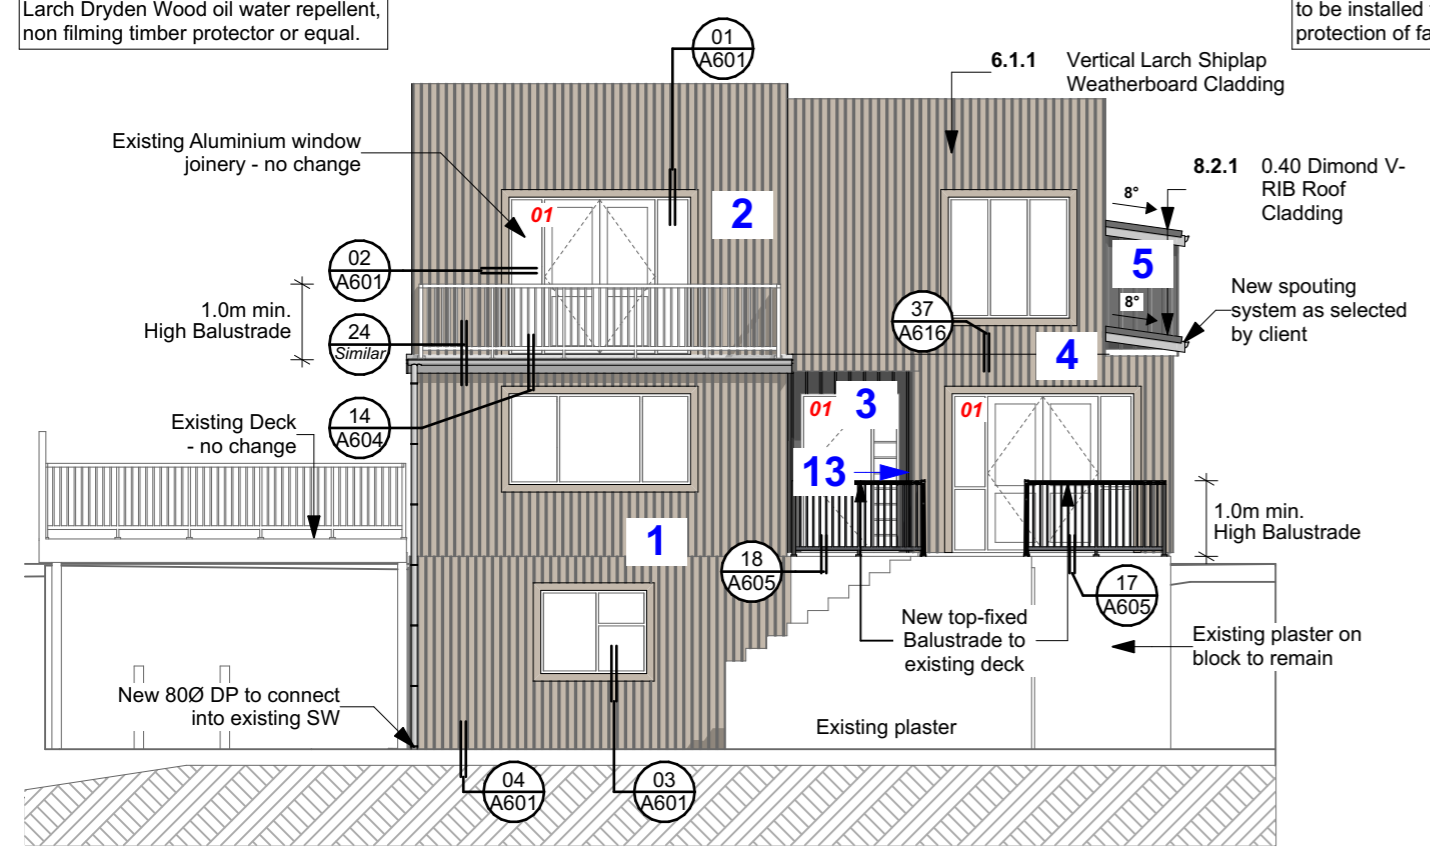 Larch Dryden Wood oil water repellent,
non filming timber protector or equal.
to be installed
protection of fa
01
A601
6.1.1 Vertical Larch Shiplap
Weatherboard Cladding
Existing Aluminium window
joinery - no change
8.2.1 0.40 Dimond V-
RIB Roof
Cladding
8°
01
2
02
A601
5
1.0m min.
High Balustrade
24
Similar
37
A616
8°
New spouting
system as selected
by client
4
14
A604
Existing Deck
- no change
01
3
01
13
1.0m min.
High Balustrade
1
18
A605
17
A605
New top-fixed
Balustrade to
existing deck
Existing plaster on
block to remain
New 80Ø DP to connect
into existing SW
Existing plaster
04
A601
03
A601